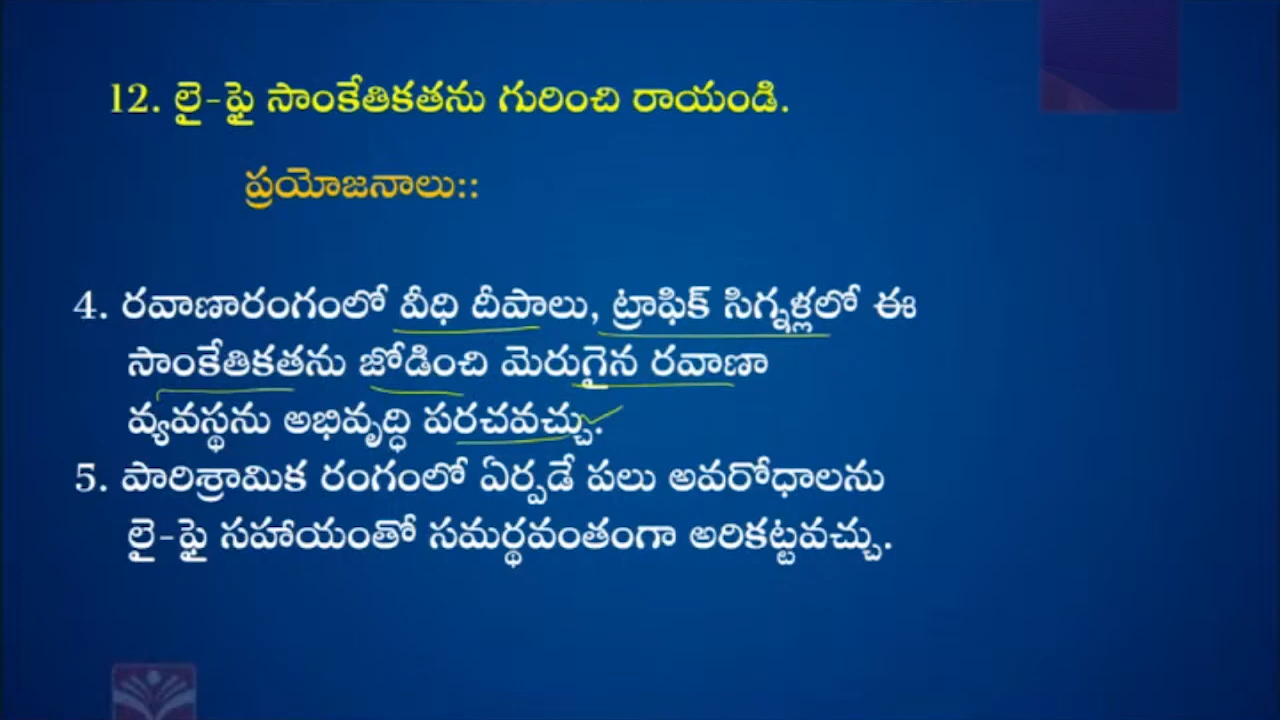 12. లై-ఫై సాంకేతికతను గురించి రాయండి.
ప్రయోజనాలు::
4. రవాణారంగంలో వీధి దీపాలు, ట్రాఫిక్ సిగ్నళ్లలో ఈ
సాంకేతికతను జోడించి మెరుగైన రవాణా
వ్యవస్థను అభివృద్ధి పరచవచ్చు.
5. పారిశ్రామిక రంగంలో ఏర్పడే పలు అవరోధాలను
లై-ఫై సహాయంతో సమర్థవంతంగా అరికట్టవచ్చు.